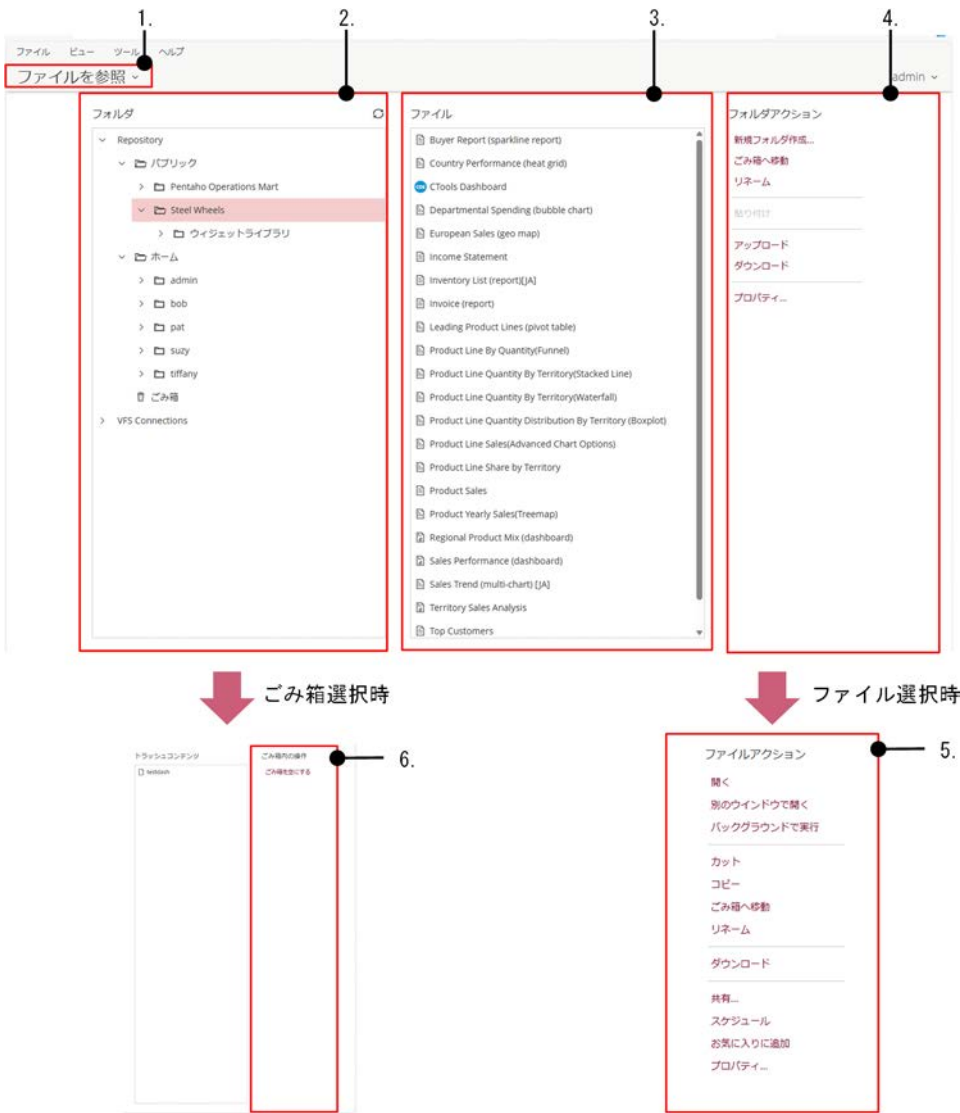 1.
2.
3.
4.
ファイル ビュー ツール ヘルプ
ファイルを参照
admin
フォルダ
Repository
パブリック
Pentaho Operations Mart
Steel Wheels
ウィジェットライブラリ
ホーム
admin
bob
pat
suzy
tiffany
ごみ箱
VFS Connections
ファイル
Buyer Report (sparkline report)
Country Performance (heat grid)
CTools Dashboard
Departmental Spending (bubble chart)
European Sales (geo map)
Income Statement
Inventory List (report)[JA]
Invoice (report)
Leading Product Lines (pivot table)
Product Line By Quantity(Funnel)
Product Line Quantity By Territory(Stacked Line)
Product Line Quantity By Territory(Waterfall)
Product Line Quantity Distribution By Territory (Boxplot)
Product Line Sales(Advanced Chart Options)
Product Line Share by Territory
Product Sales
Product Yearly Sales(Treemap)
Regional Product Mix (dashboard)
Sales Performance (dashboard)
Sales Trend (multi-chart) [JA]
Territory Sales Analysis
Top Customers
フォルダアクション
新規フォルダ作成...
ごみ箱へ移動
リネーム
貼り付け
アップロード
ダウンロード
プロパティ...
ごみ箱選択時
ファイル選択時
トラッシュコンテンツ
testdash
ごみ箱内の操作
ごみ箱を空にする
6.
5.
ファイルアクション
開く
別のウインドウで開く
バックグラウンドで実行
カット
コピー
ごみ箱へ移動
リネーム
ダウンロード
共有...
スケジュール
お気に入りに追加
プロパティ...